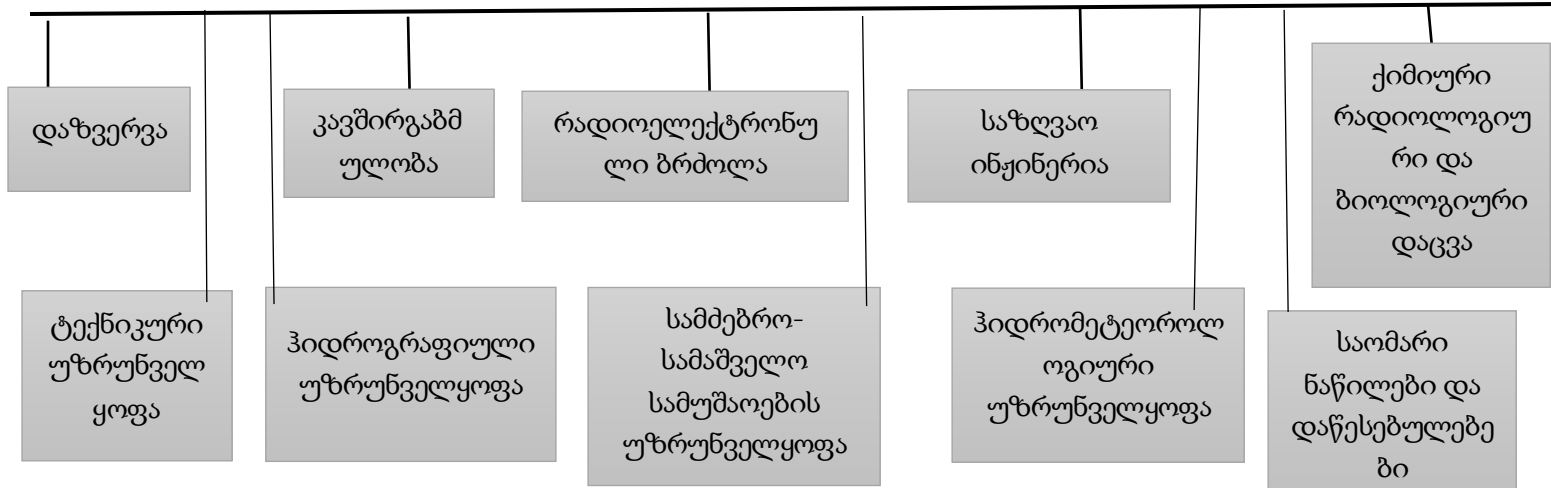 დაზვერვა
კავშირგაბმ
ულობა
რადიოელექტრონუ
ლი ბრძოლა
საზღვაო
ინჟინერია
ქიმიური
რადიოლოგიუ
რი და
ბიოლოგიური
დაცვა
ტექნიკური
უზრუნველ
ყოფა
ჰიდროგრაფიული
უზრუნველყოფა
სამძებრო-
სამაშველო
სამუშაოების
უზრუნველყოფა
ჰიდრომეტეოროლ
ოგიური
უზრუნველყოფა
საომარი
ნაწილები და
დაწესებულებე
ბი